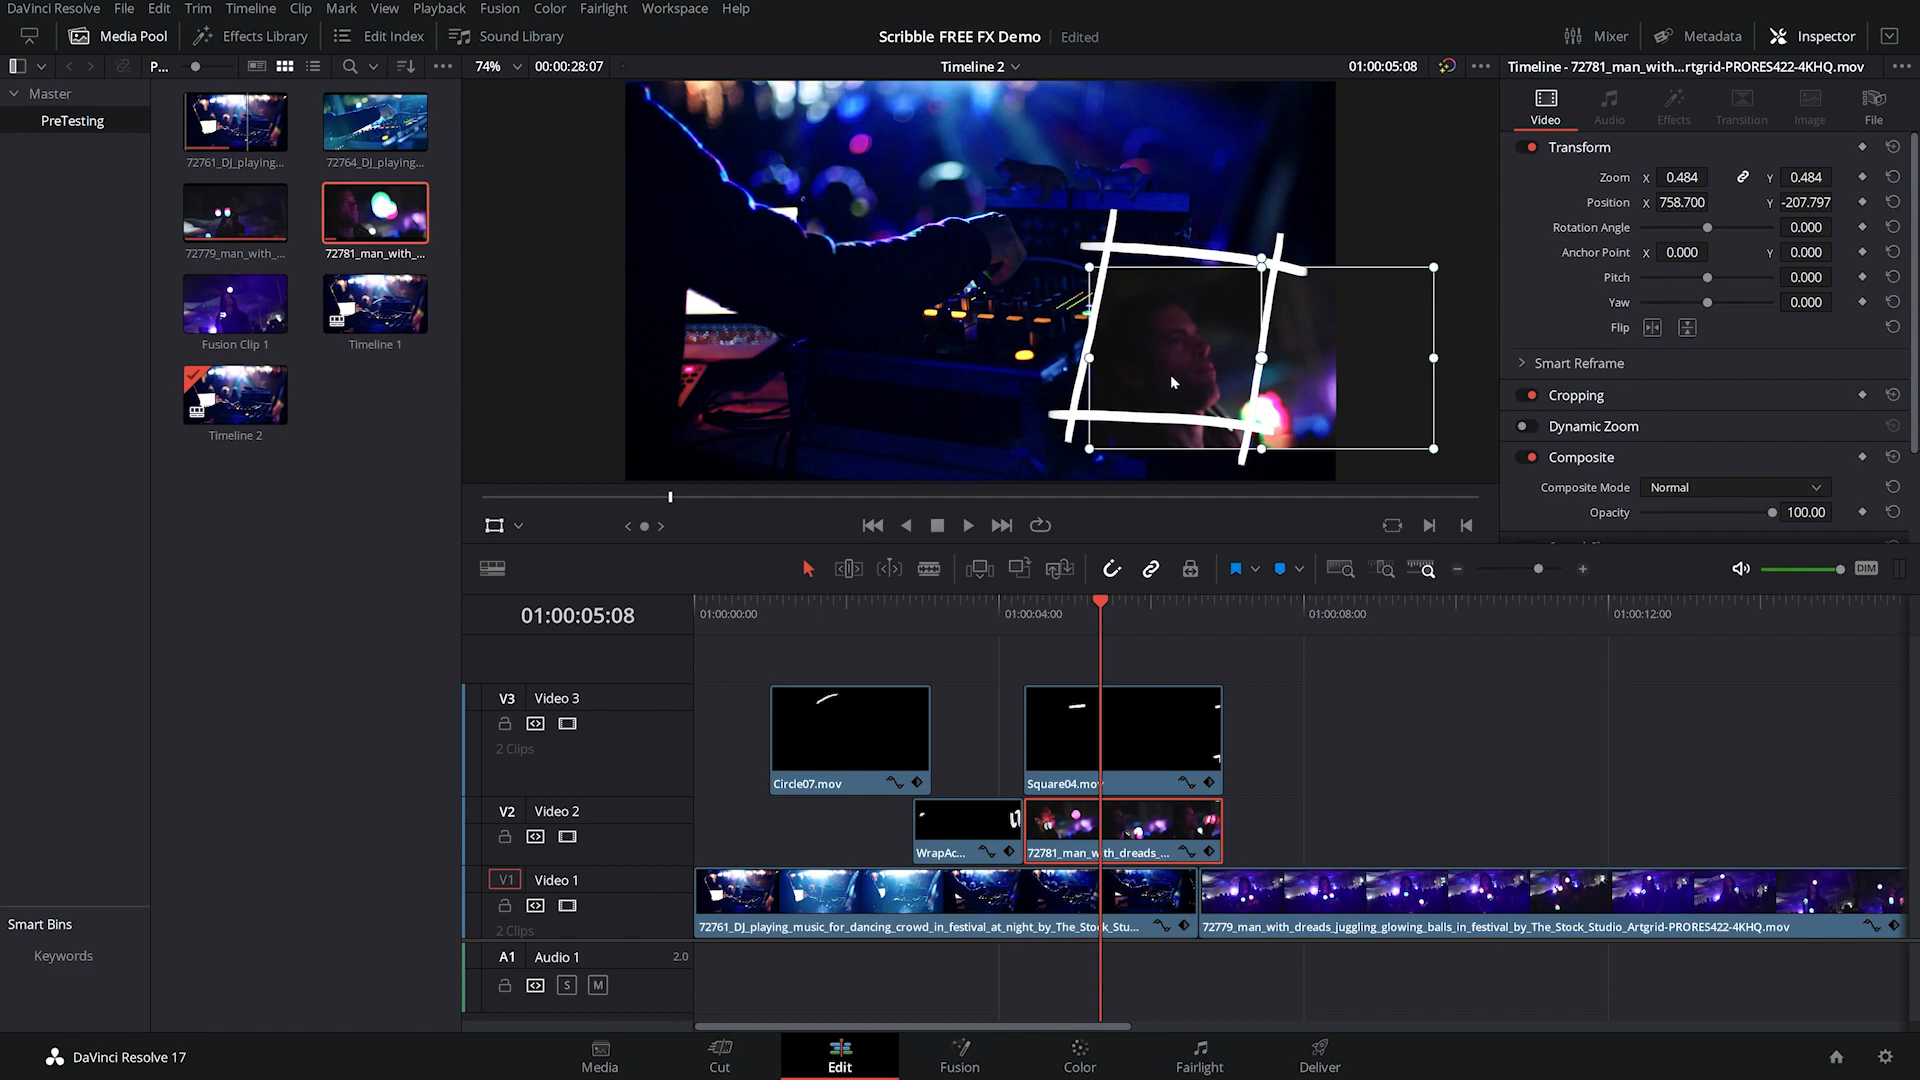 DaVinci Resolve File Edit Trim Timeline Clip Mark View Playback Fusion Color Fairlight Workspace Help
Media Pool Effects Library Edit Index Sound Library Scribble FREE FX Demo Edited Mixer Metadata Inspector
P... 74% 00:00:28:07 Timeline 2 01:00:05:08 Timeline - 72781_man_with...rtgrid-PRORES422-4KHQ.mov
Master
PreTesting
72761_DJ_playing... 72764_DJ_playing...
72779_man_with_... 72781_man_with_...
Fusion Clip 1 Timeline 1
Timeline 2
Smart Bins
Keywords
Video Audio Effects Transition Image File
Transform
Zoom X 0.484 Y 0.484
Position X 758.700 Y -207.797
Rotation Angle 0.000
Anchor Point X 0.000 Y 0.000
Pitch 0.000
Yaw 0.000
Flip
Smart Reframe
Cropping
Dynamic Zoom
Composite
Composite Mode Normal
Opacity 100.00
DIM
01:00:05:08 01:00:00:00 01:00:04:00 01:00:08:00 01:00:12:00
V3 Video 3
2 Clips
Circle07.mov Square04.mov
V2 Video 2
WrapAc... 72781_man_with_dreads_...
V1 Video 1
2 Clips
72761_DJ_playing_music_for_dancing_crowd_in_festival_at_night_by_The_Stock_Stu... 72779_man_with_dreads_juggling_glowing_balls_in_festival_by_The_Stock_Studio_Artgrid-PRORES422-4KHQ.mov
A1 Audio 1 2.0
S M
DaVinci Resolve 17 Media Cut Edit Fusion Color Fairlight Deliver